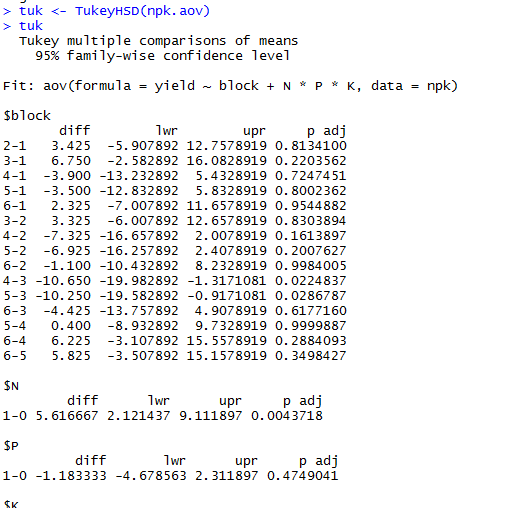 > tuk <- TukeyHSD(npk.aov)
> tuk
  Tukey multiple comparisons of means
    95% family-wise confidence level

Fit: aov(formula = yield ~ block + N * P * K, data = npk)

$block
       diff        lwr        upr     p adj
2-1   3.425  -5.907892 12.7578919 0.8134100
3-1   6.750  -2.582892 16.0828919 0.2203562
4-1  -3.900 -13.232892  5.4328919 0.7247451
5-1  -3.500 -12.832892  5.8328919 0.8002362
6-1   2.325  -7.007892 11.6578919 0.9544882
3-2   3.325  -6.007892 12.6578919 0.8303894
4-2  -7.325 -16.657892  2.0078919 0.1613897
5-2  -6.925 -16.257892  2.4078919 0.2007627
6-2  -1.100 -10.432892  8.2328919 0.9984005
4-3 -10.650 -19.982892 -1.3171081 0.0224837
5-3 -10.250 -19.582892 -0.9171081 0.0286787
6-3  -4.425 -13.757892  4.9078919 0.6177160
5-4   0.400  -8.932892  9.7328919 0.9999887
6-4   6.225  -3.107892 15.5578919 0.2884093
6-5   5.825  -3.507892 15.1578919 0.3498427

$N
        diff      lwr      upr     p adj
1-0 5.616667 2.121437 9.111897 0.0043718

$P
         diff       lwr      upr     p adj
1-0 -1.183333 -4.678563 2.311897 0.4749041

$K